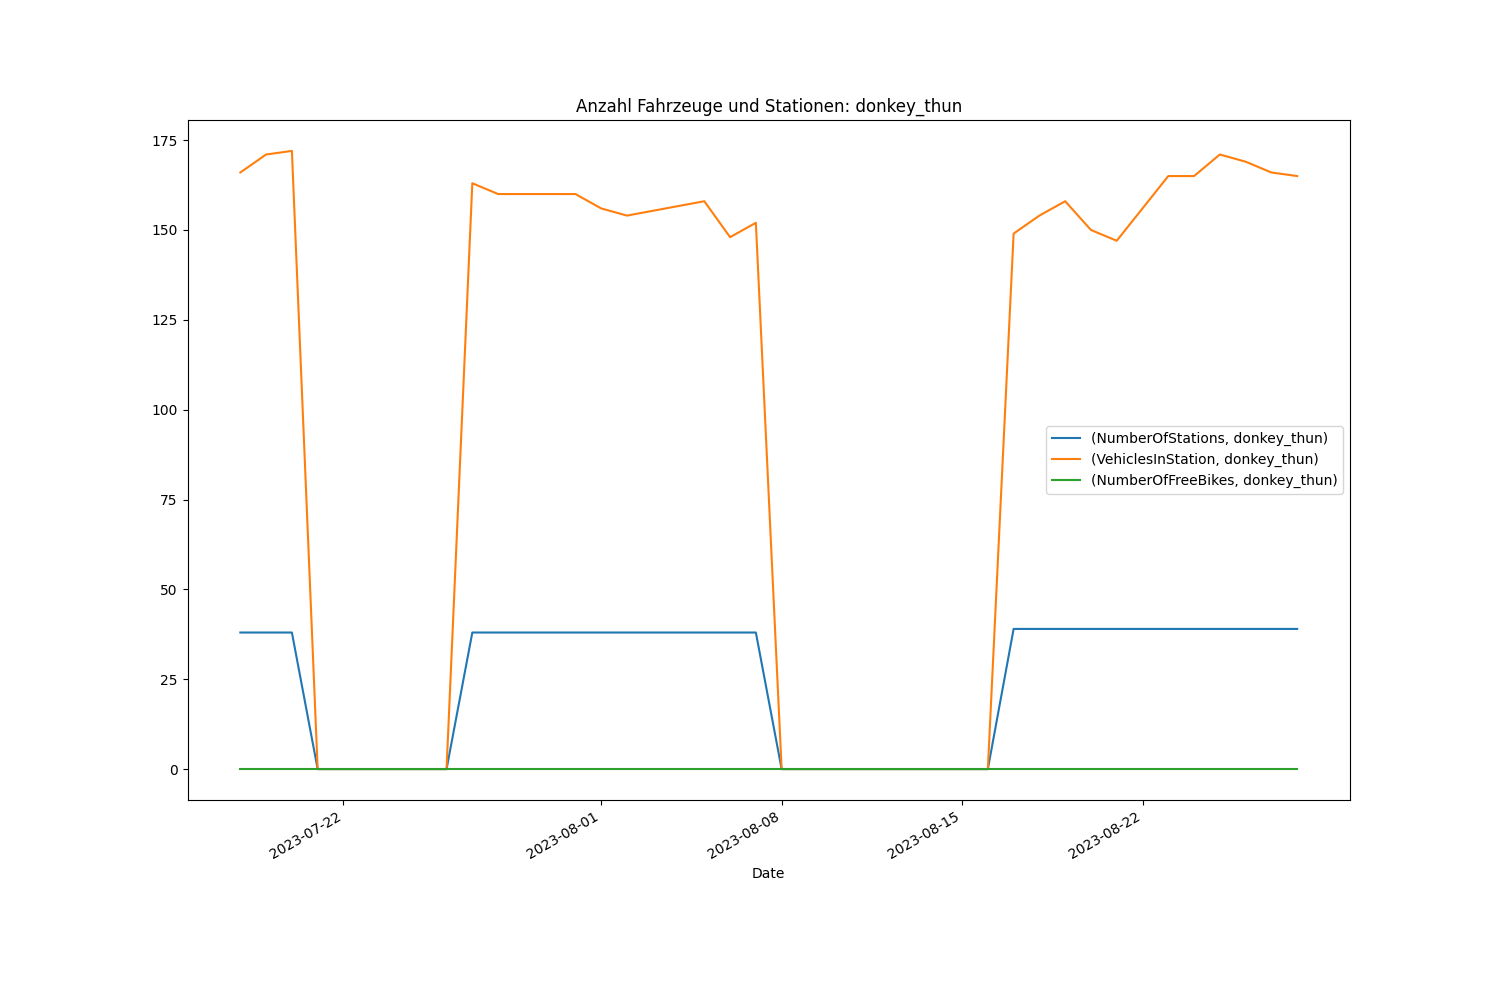 Anzahl Fahrzeuge und Stationen: donkey_thun
175
150
125
100
75
50
25
0
(NumberOfStations, donkey_thun)
(VehiclesInStation, donkey_thun)
(NumberOfFreeBikes, donkey_thun)
2023-07-22
2023-08-01
2023-08-08
2023-08-15
2023-08-22
Date